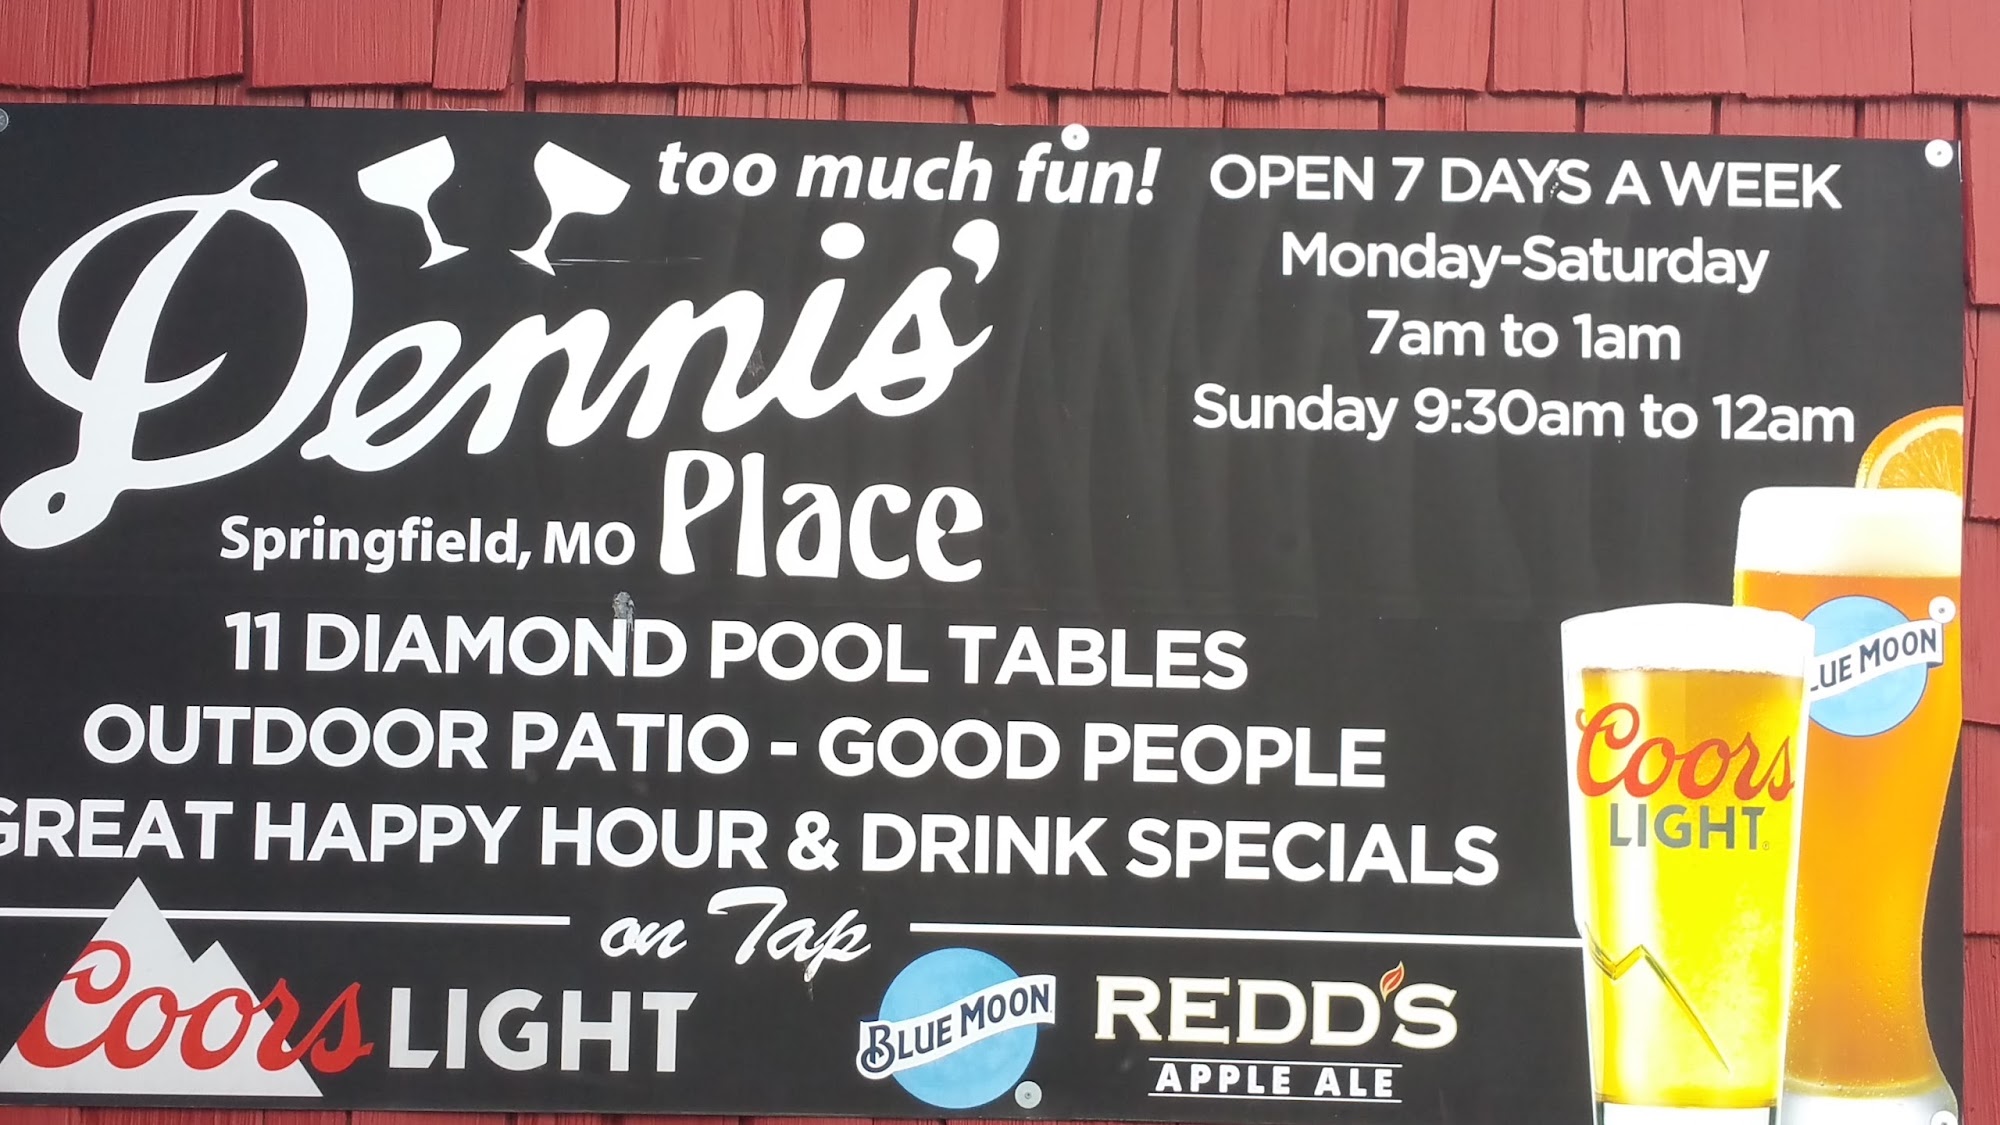 too much fun!
Dennis'
Place
Springfield, MO
OPEN 7 DAYS A WEEK
Monday-Saturday
7am to 1am
Sunday 9:30am to 12am
11 DIAMOND POOL TABLES
OUTDOOR PATIO - GOOD PEOPLE
GREAT HAPPY HOUR & DRINK SPECIALS
on Tap
Coors LIGHT
BLUE MOON
REDD'S
APPLE ALE
Coors
LIGHT
LUE MOON